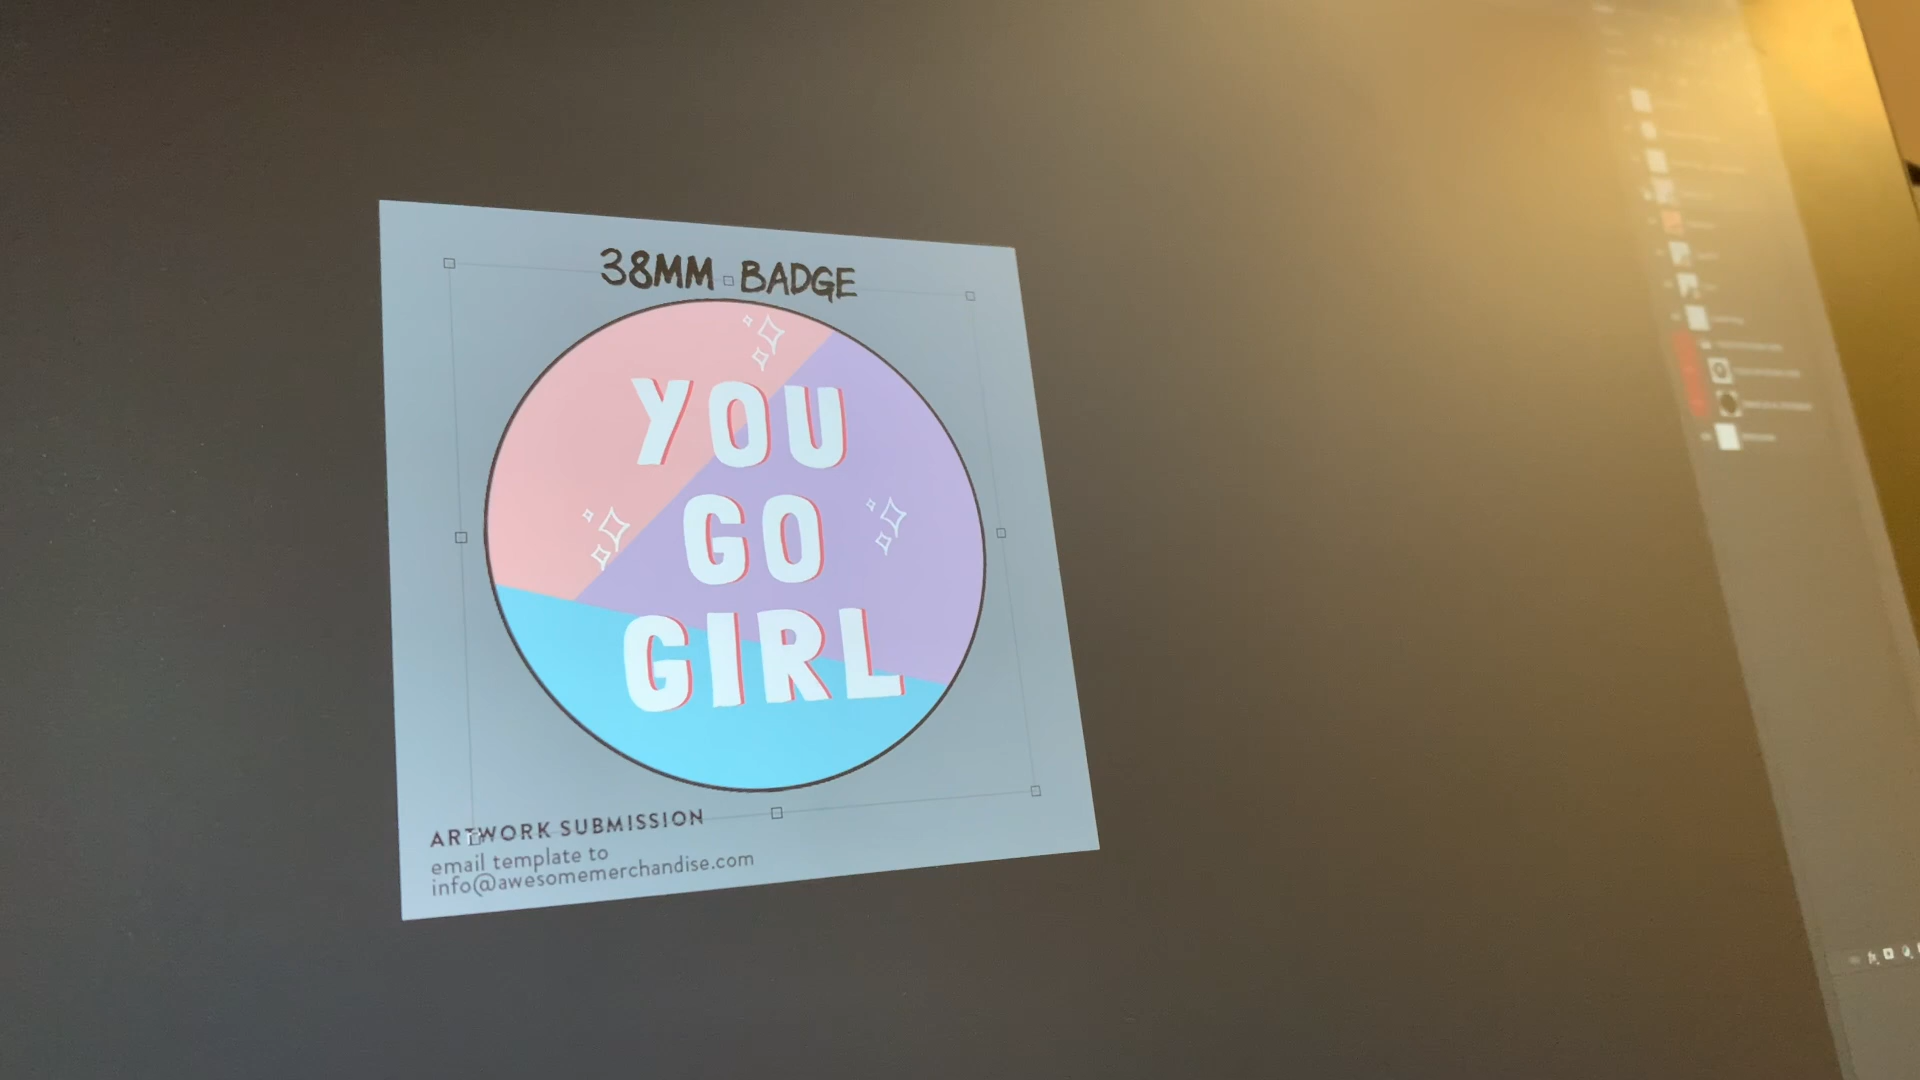 38MM BADGE
YOU
GO
GIRL
ARTWORK SUBMISSION
email template to
info@awesomemerchandise.com